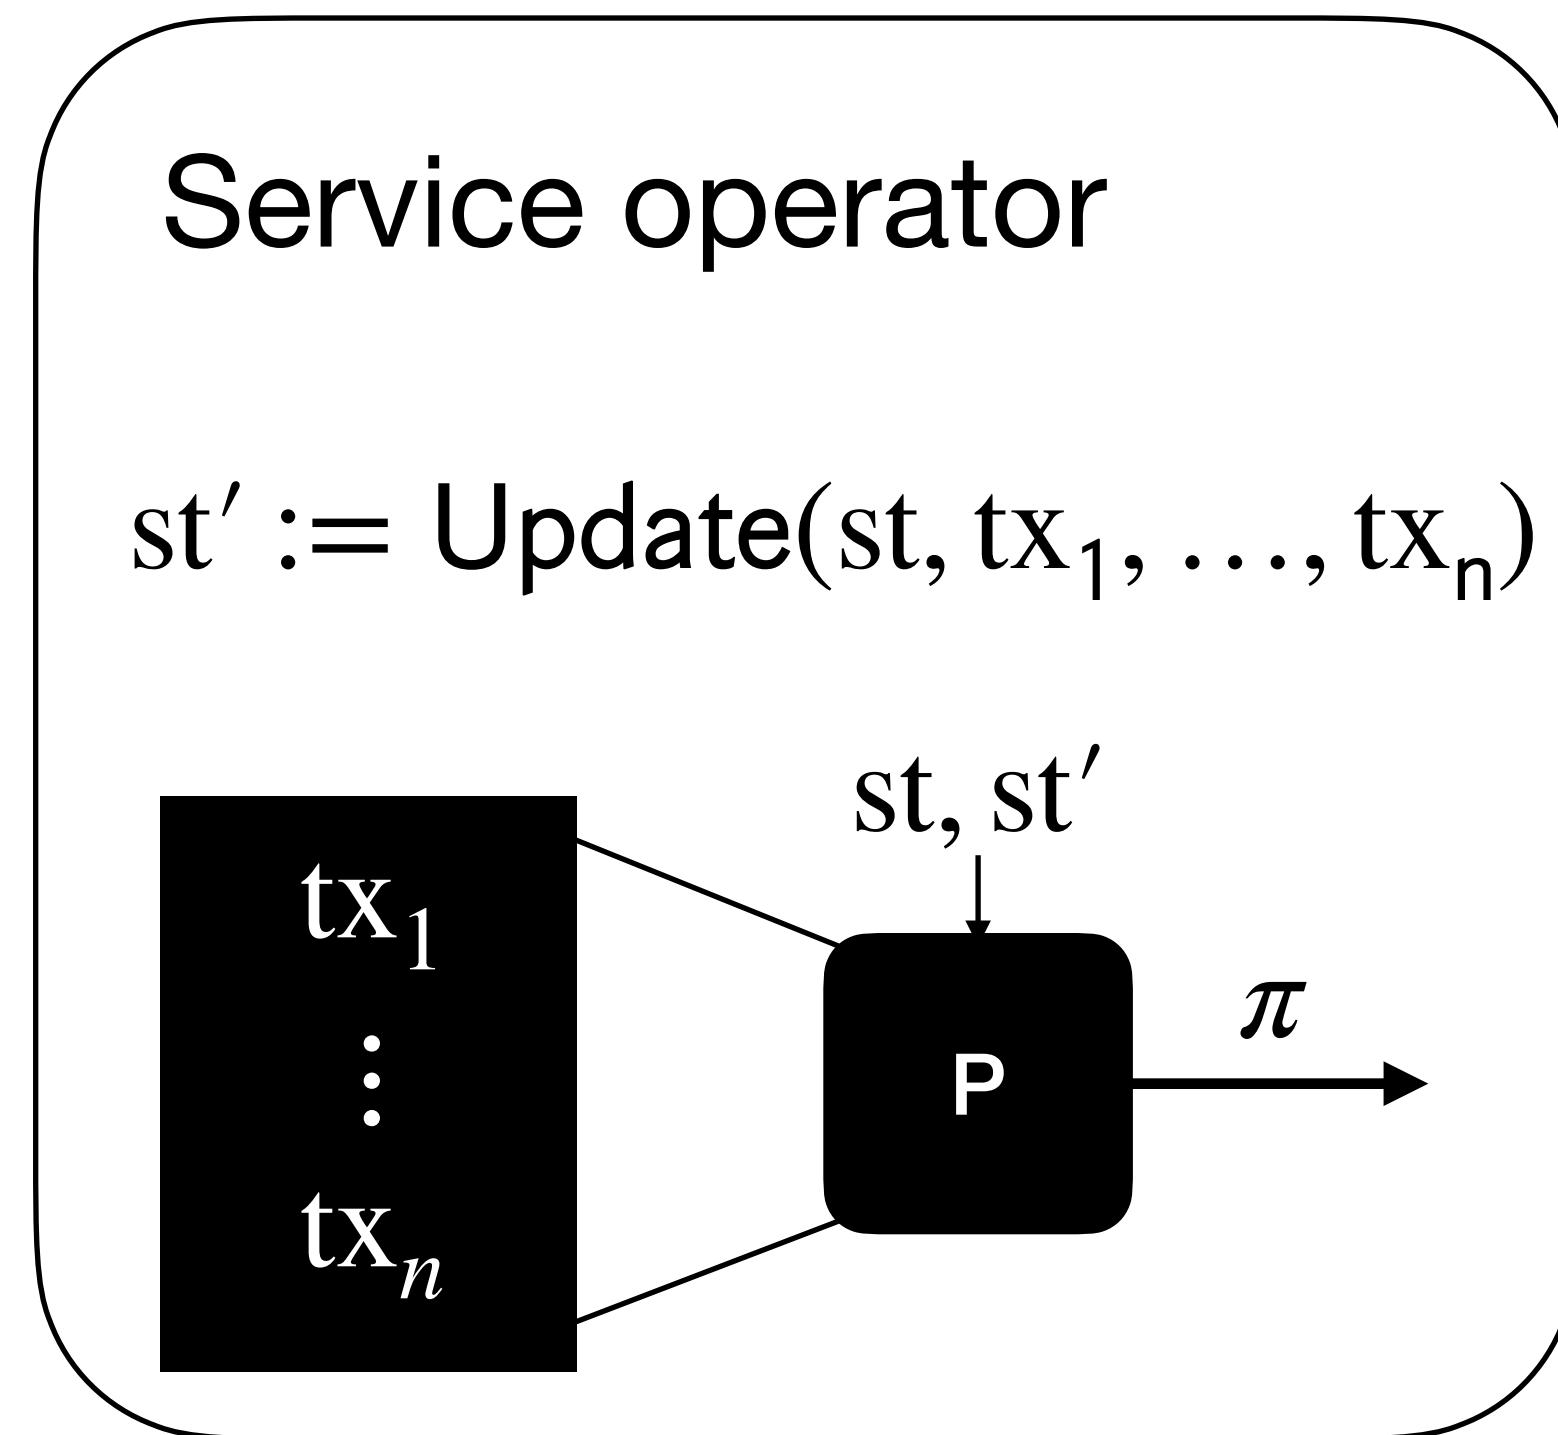 Service operator
st′ := Update(st, tx₁, …, txₙ)
st, st′
tx₁
⋮
txₙ
P
π